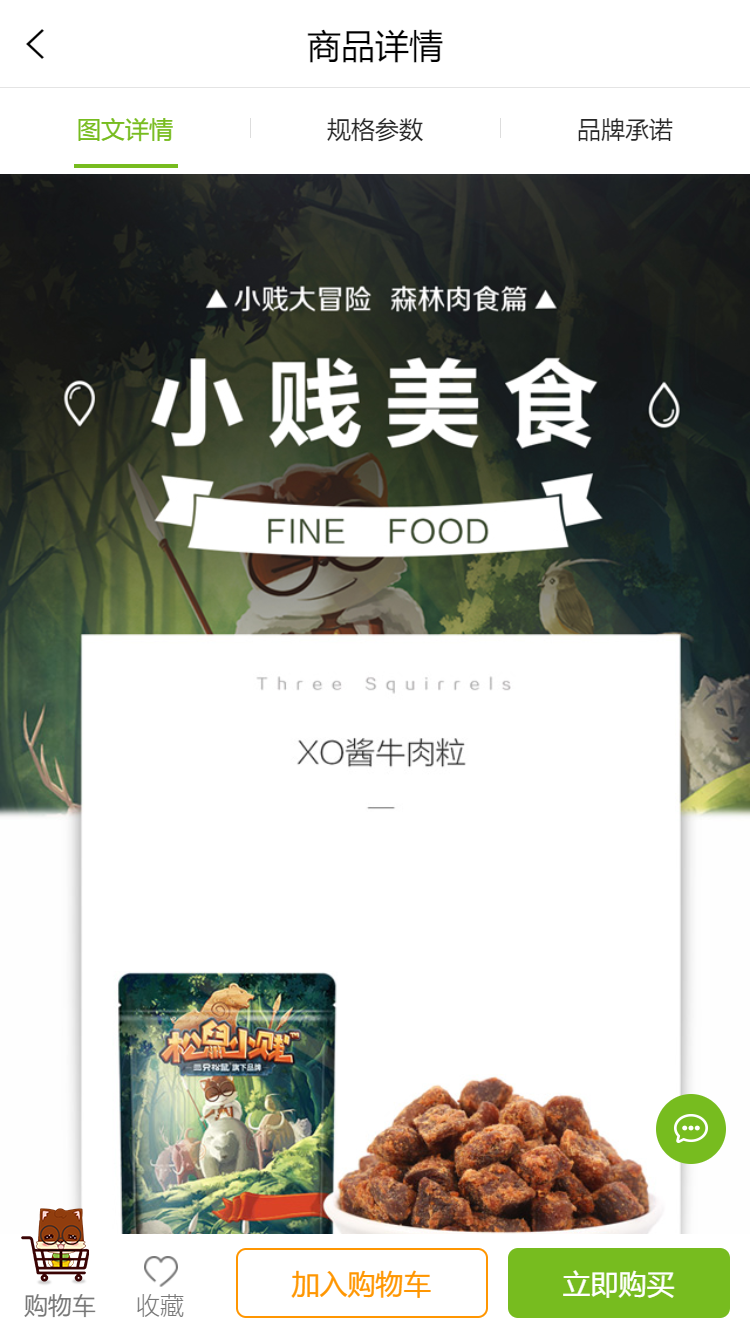 商品详情
图文详情
规格参数
品牌承诺
▲小贱大冒险 森林肉食篇▲
小贱美食
FINE FOOD
Three Squirrels
XO酱牛肉粒
松鼠小贱
三只松鼠 旗下品牌
购物车
收藏
加入购物车
立即购买